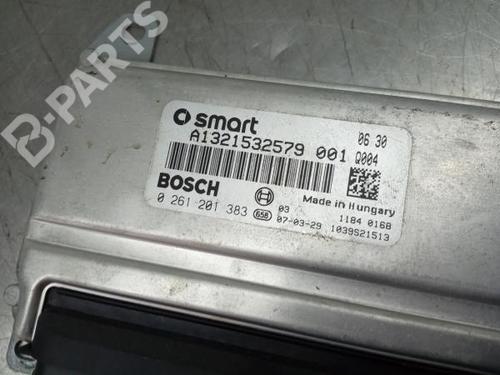 B-PARTS
smart
06 30
A1321532579 001 Q004
BOSCH
Made in Hungary
0 261 201 383 658 03 1184 0168
07-03-29 1039S21513